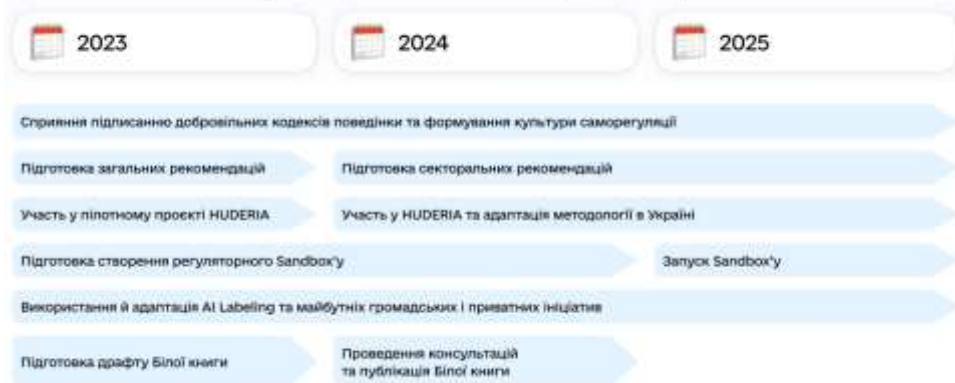 2023
2024
2025
Сприяння підписанню добровільних кодексів поведінки та формування культури саморегуляції
Підготовка загальних рекомендацій
Підготовка секторальних рекомендацій
Участь у пілотному проєкті HUDERIA
Участь у HUDERIA та адаптація методології в Україні
Підготовка створення регуляторного Sandbox'у
Запуск Sandbox'у
Використання й адаптація AI Labeling та майбутніх громадських і приватних ініціатив
Підготовка драфту Білої книги
Проведення консультацій
та публікація Білої книги